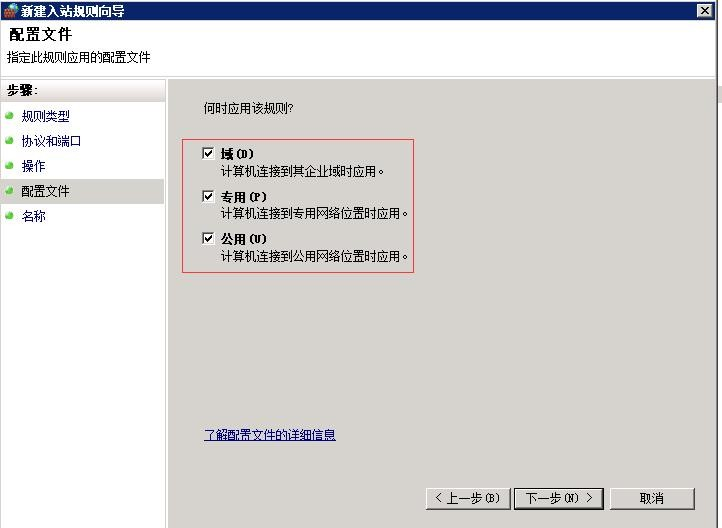 新建入站规则向导
配置文件
指定此规则应用的配置文件
步骤:
规则类型
协议和端口
操作
配置文件
名称
何时应用该规则?
域(D)
计算机连接到其企业域时应用。
专用(P)
计算机连接到专用网络位置时应用。
公用(U)
计算机连接到公用网络位置时应用。
了解配置文件的详细信息
< 上一步(B)
下一步(N) >
取消